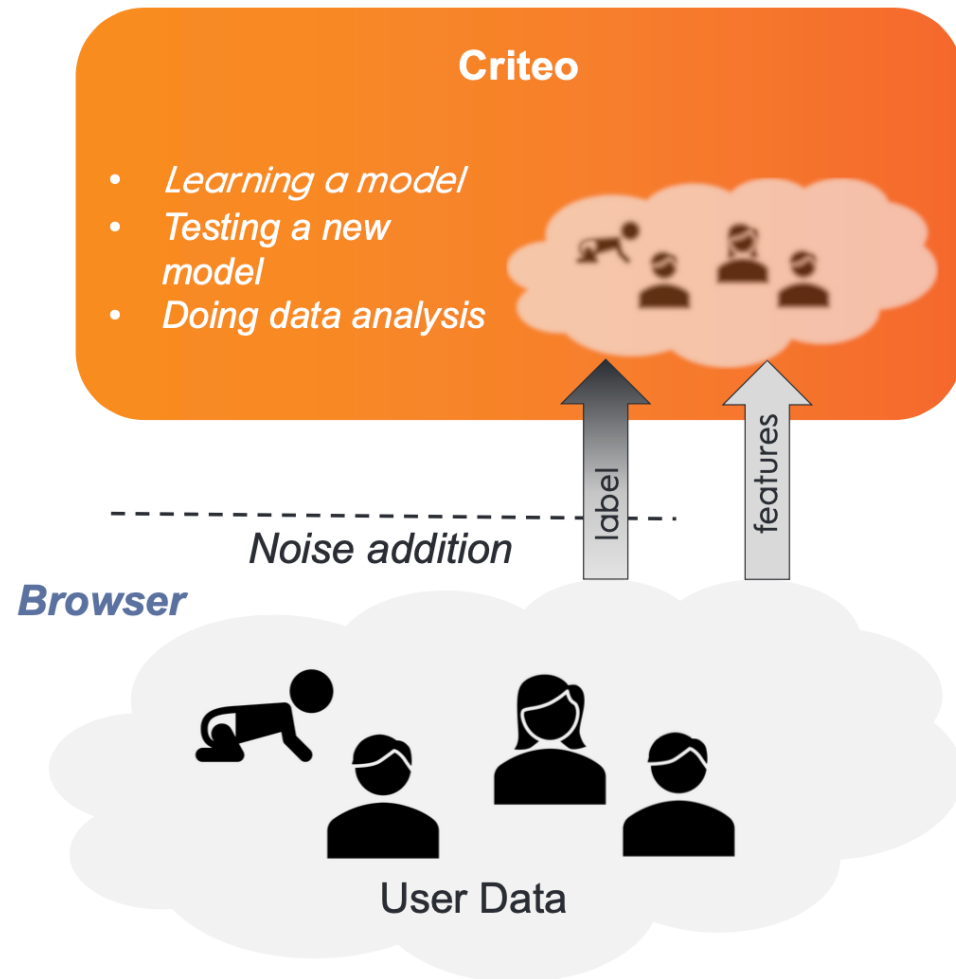 Criteo
• Learning a model
• Testing a new
model
• Doing data analysis
label
features
Noise addition
Browser
User Data